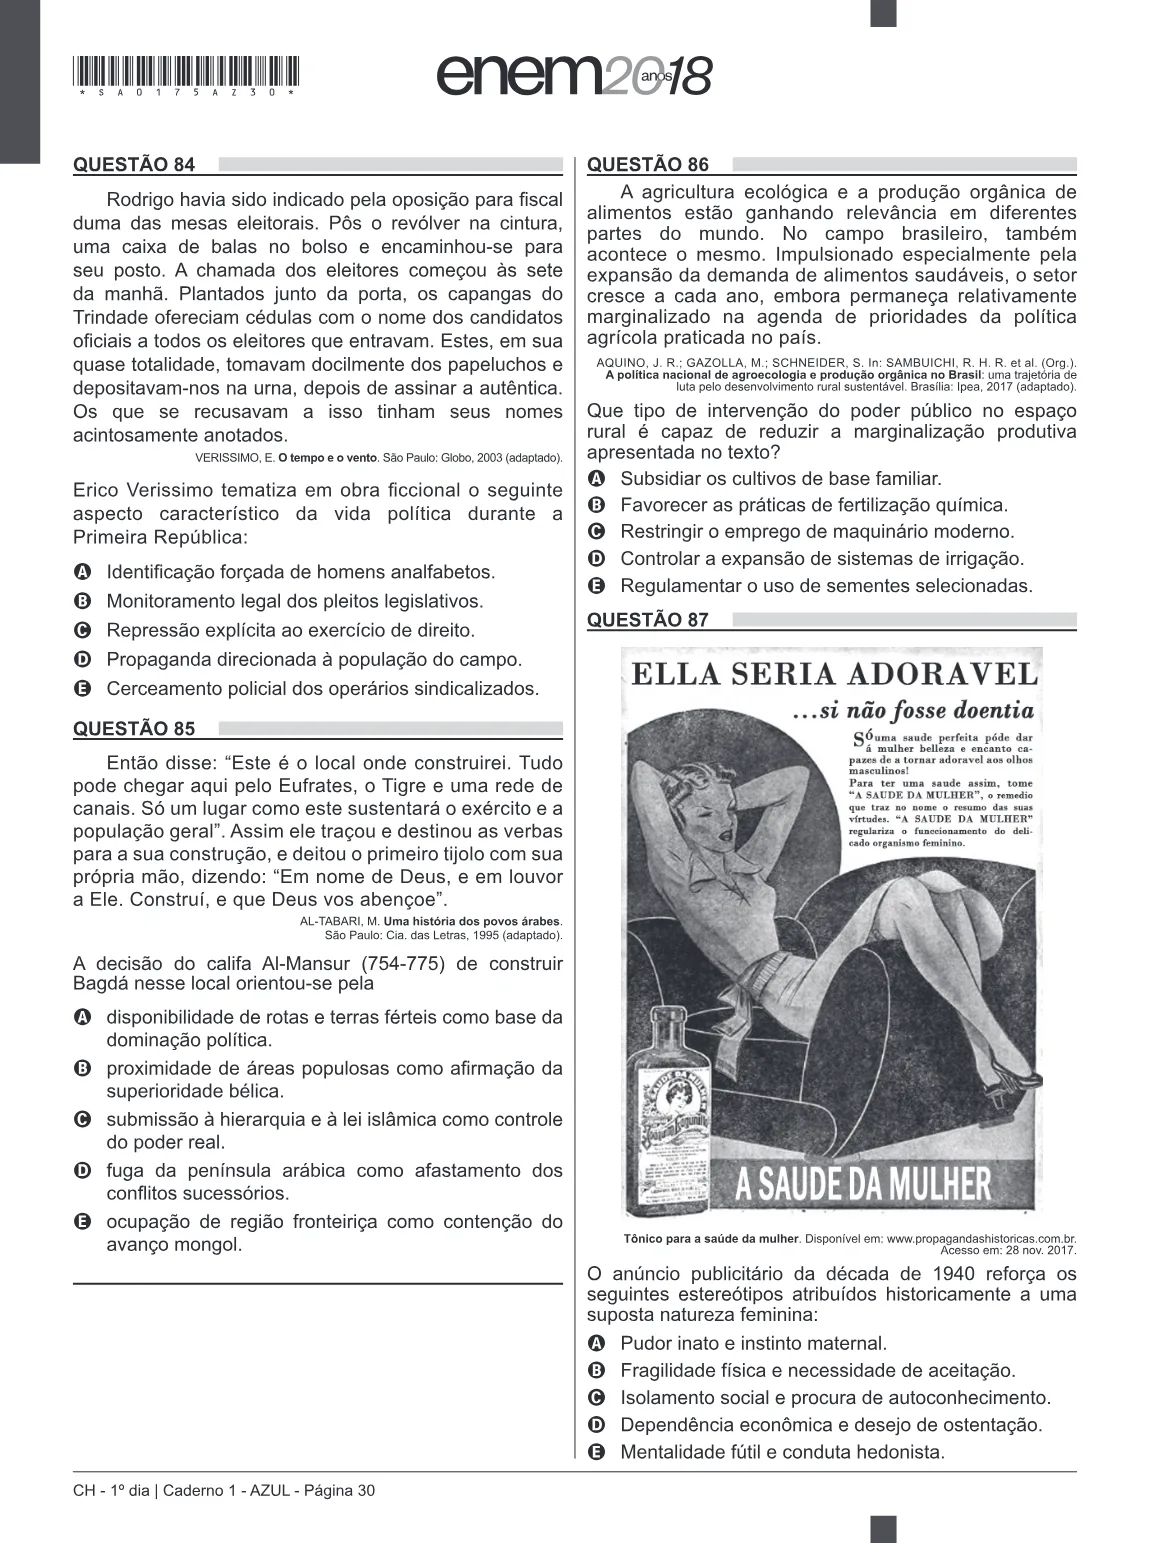 *SA0175AZ30*
enem20anos18
QUESTÃO 84
Rodrigo havia sido indicado pela oposição para fiscal
duma das mesas eleitorais. Pôs o revólver na cintura,
uma caixa de balas no bolso e encaminhou-se para
seu posto. A chamada dos eleitores começou às sete
da manhã. Plantados junto da porta, os capangas do
Trindade ofereciam cédulas com o nome dos candidatos
oficiais a todos os eleitores que entravam. Estes, em sua
quase totalidade, tomavam docilmente dos papeluchos e
depositavam-nos na urna, depois de assinar a autêntica.
Os que se recusavam a isso tinham seus nomes
acintosamente anotados.
VERISSIMO, E. O tempo e o vento. São Paulo: Globo, 2003 (adaptado).
Erico Verissimo tematiza em obra ficcional o seguinte
aspecto característico da vida política durante a
Primeira República:
A Identificação forçada de homens analfabetos.
B Monitoramento legal dos pleitos legislativos.
C Repressão explícita ao exercício de direito.
D Propaganda direcionada à população do campo.
E Cerceamento policial dos operários sindicalizados.
QUESTÃO 85
Então disse: “Este é o local onde construirei. Tudo
pode chegar aqui pelo Eufrates, o Tigre e uma rede de
canais. Só um lugar como este sustentará o exército e a
população geral”. Assim ele traçou e destinou as verbas
para a sua construção, e deitou o primeiro tijolo com sua
própria mão, dizendo: “Em nome de Deus, e em louvor
a Ele. Construí, e que Deus vos abençoe”.
AL-TABARI, M. Uma história dos povos árabes.
São Paulo: Cia. das Letras, 1995 (adaptado).
A decisão do califa Al-Mansur (754-775) de construir
Bagdá nesse local orientou-se pela
A disponibilidade de rotas e terras férteis como base da
dominação política.
B proximidade de áreas populosas como afirmação da
superioridade bélica.
C submissão à hierarquia e à lei islâmica como controle
do poder real.
D fuga da península arábica como afastamento dos
conflitos sucessórios.
E ocupação de região fronteiriça como contenção do
avanço mongol.
QUESTÃO 86
A agricultura ecológica e a produção orgânica de
alimentos estão ganhando relevância em diferentes
partes do mundo. No campo brasileiro, também
acontece o mesmo. Impulsionado especialmente pela
expansão da demanda de alimentos saudáveis, o setor
cresce a cada ano, embora permaneça relativamente
marginalizado na agenda de prioridades da política
agrícola praticada no país.
AQUINO, J. R.; GAZOLLA, M.; SCHNEIDER, S. In: SAMBUICHI, R. H. R. et al. (Org.).
A política nacional de agroecologia e produção orgânica no Brasil: uma trajetória de
luta pelo desenvolvimento rural sustentável. Brasília: Ipea, 2017 (adaptado).
Que tipo de intervenção do poder público no espaço
rural é capaz de reduzir a marginalização produtiva
apresentada no texto?
A Subsidiar os cultivos de base familiar.
B Favorecer as práticas de fertilização química.
C Restringir o emprego de maquinário moderno.
D Controlar a expansão de sistemas de irrigação.
E Regulamentar o uso de sementes selecionadas.
QUESTÃO 87
ELLA SERIA ADORAVEL
...si não fosse doentia
Só uma saude perfeita póde dar
á mulher belleza e encanto ca-
pazes de a tornar adoravel aos olhos
masculinos!
Para ter uma saude assim, tome
“A SAUDE DA MULHER”, o remedio
que traz no nome o resumo das suas
vírtudes. “A SAUDE DA MULHER”
regulariza o funccionamento do deli-
cado organismo feminino.
SAUDE DA MULHER
A SAUDE DA MULHER
Tônico para a saúde da mulher. Disponível em: www.propagandashistoricas.com.br.
Acesso em: 28 nov. 2017.
O anúncio publicitário da década de 1940 reforça os
seguintes estereótipos atribuídos historicamente a uma
suposta natureza feminina:
A Pudor inato e instinto maternal.
B Fragilidade física e necessidade de aceitação.
C Isolamento social e procura de autoconhecimento.
D Dependência econômica e desejo de ostentação.
E Mentalidade fútil e conduta hedonista.
CH - 1º dia | Caderno 1 - AZUL - Página 30